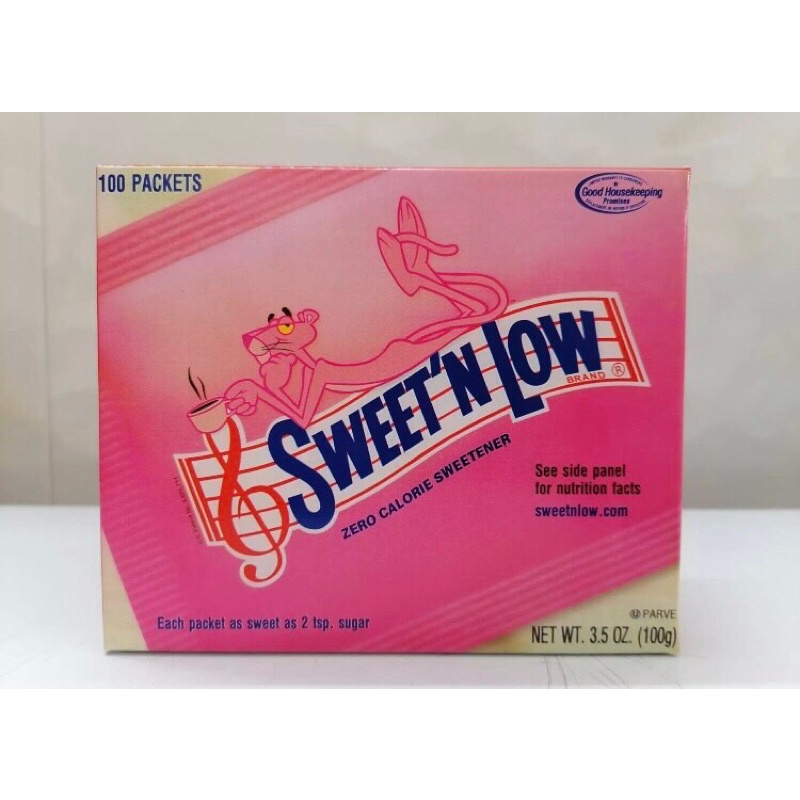 100 PACKETS
Good Housekeeping
Promises
SWEET'N LOW
BRAND ®
ZERO CALORIE SWEETENER
See side panel
for nutrition facts
sweetnlow.com
Each packet as sweet as 2 tsp. sugar
Ⓤ PARVE
NET WT. 3.5 OZ. (100g)